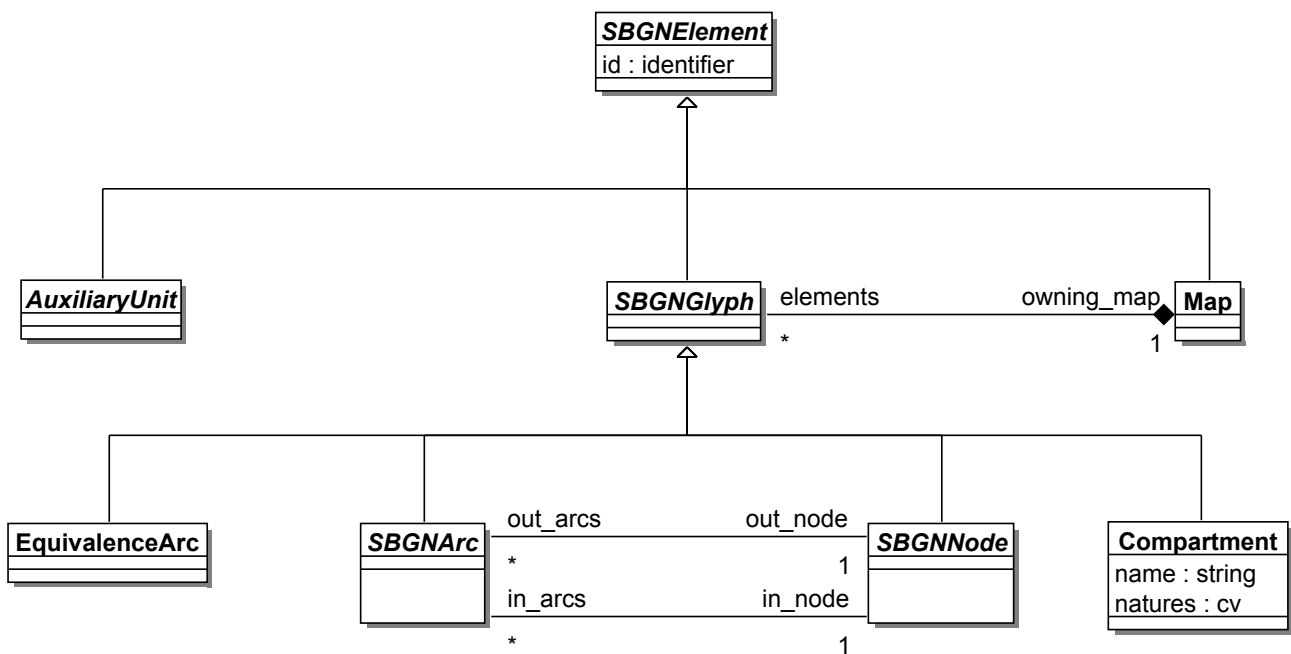 SBGNElement
id : identifier
AuxiliaryUnit
SBGNGlyph
elements
owning_map
Map
*
1
EquivalenceArc
SBGNArc
out_arcs
out_node
SBGNNode
Compartment
*
1
name : string
in_arcs
in_node
natures : cv
*
1